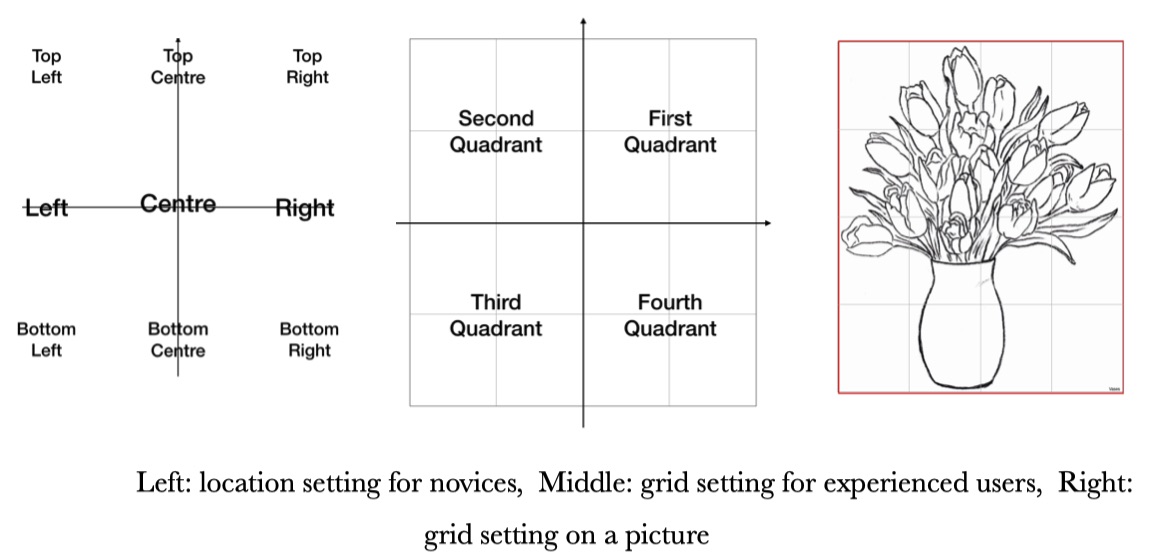 Top
Left
Top
Centre
Top
Right
Left
Centre
Right
Bottom
Left
Bottom
Centre
Bottom
Right
Second
Quadrant
First
Quadrant
Third
Quadrant
Fourth
Quadrant
Left: location setting for novices, Middle: grid setting for experienced users, Right:
grid setting on a picture